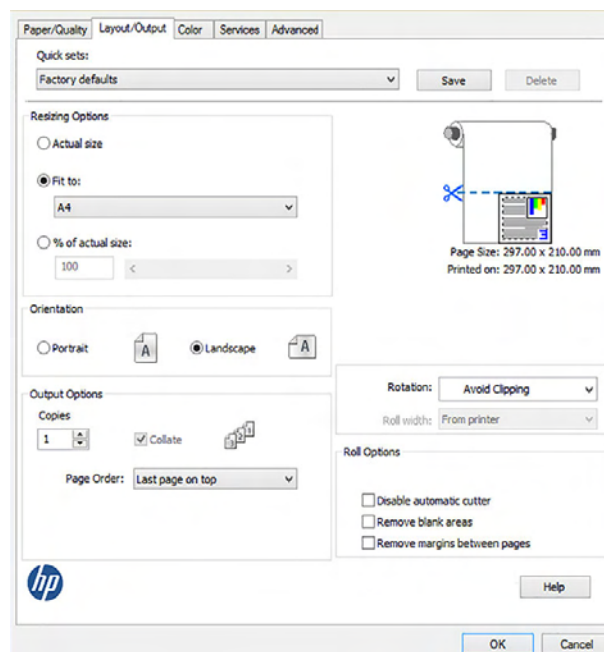 Paper/Quality Layout/Output Color Services Advanced
Quick sets:
Factory defaults Save Delete
Resizing Options
Actual size
Fit to:
A4
% of actual size:
100
Page Size: 297.00 x 210.00 mm
Printed on: 297.00 x 210.00 mm
Orientation
Portrait A Landscape A
Rotation: Avoid Clipping
Roll width: From printer
Output Options
Copies
1 Collate 3 2 1
Page Order: Last page on top
Roll Options
Disable automatic cutter
Remove blank areas
Remove margins between pages
hp
Help
OK Cancel